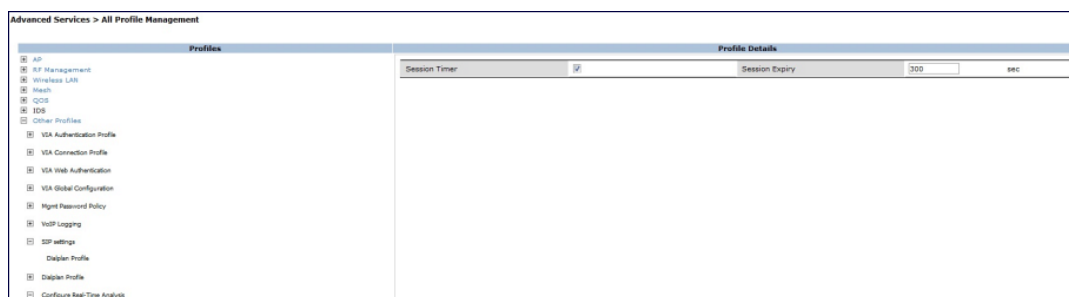 Advanced Services > All Profile Management
Profiles
Profile Details
AP
RF Management
Wireless LAN
Mesh
QOS
IDS
Other Profiles
VIA Authentication Profile
VIA Connection Profile
VIA Web Authentication
VIA Global Configuration
Mgmt Password Policy
VoIP Logging
SIP settings
Dialplan Profile
Dialplan Profile
Configure Real-Time Analysis
Session Timer Session Expiry 300 sec